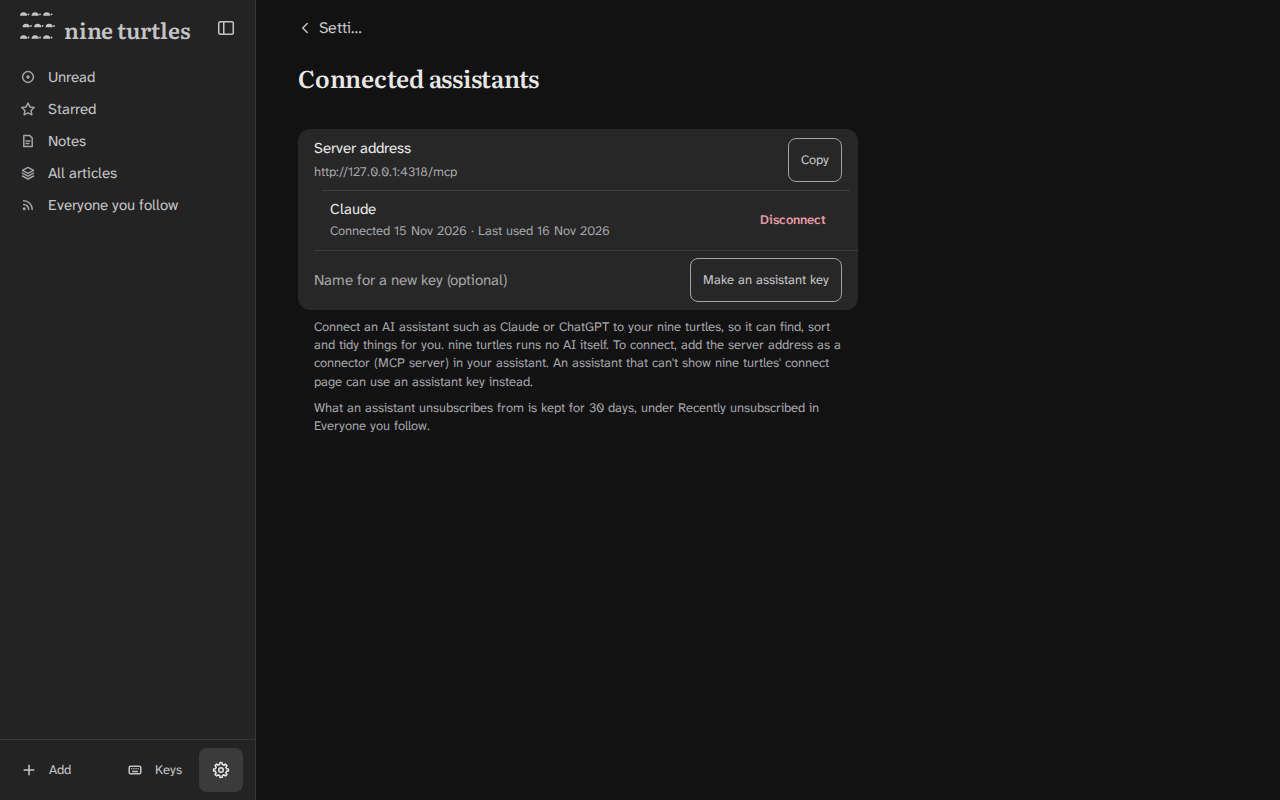 nine turtles
Unread
Starred
Notes
All articles
Everyone you follow
Add
Keys
Setti...
Connected assistants
Server address
http://127.0.0.1:4318/mcp
Copy
Claude
Connected 15 Nov 2026 · Last used 16 Nov 2026
Disconnect
Name for a new key (optional)
Make an assistant key
Connect an AI assistant such as Claude or ChatGPT to your nine turtles, so it can find, sort
and tidy things for you. nine turtles runs no AI itself. To connect, add the server address as a
connector (MCP server) in your assistant. An assistant that can't show nine turtles' connect
page can use an assistant key instead.
What an assistant unsubscribes from is kept for 30 days, under Recently unsubscribed in
Everyone you follow.